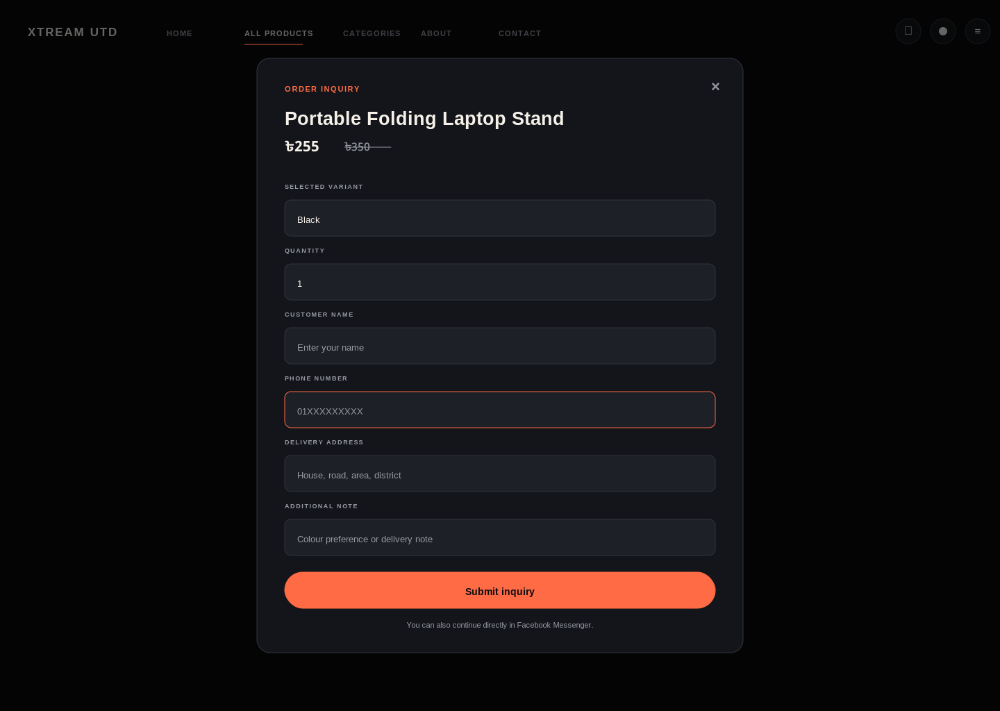 XTREAM UTD HOME ALL PRODUCTS CATEGORIES ABOUT CONTACT ≡
ORDER INQUIRY ×
Portable Folding Laptop Stand
৳255 ৳350
SELECTED VARIANT
Black
QUANTITY
1
CUSTOMER NAME
Enter your name
PHONE NUMBER
01XXXXXXXXX
DELIVERY ADDRESS
House, road, area, district
ADDITIONAL NOTE
Colour preference or delivery note
Submit inquiry
You can also continue directly in Facebook Messenger.